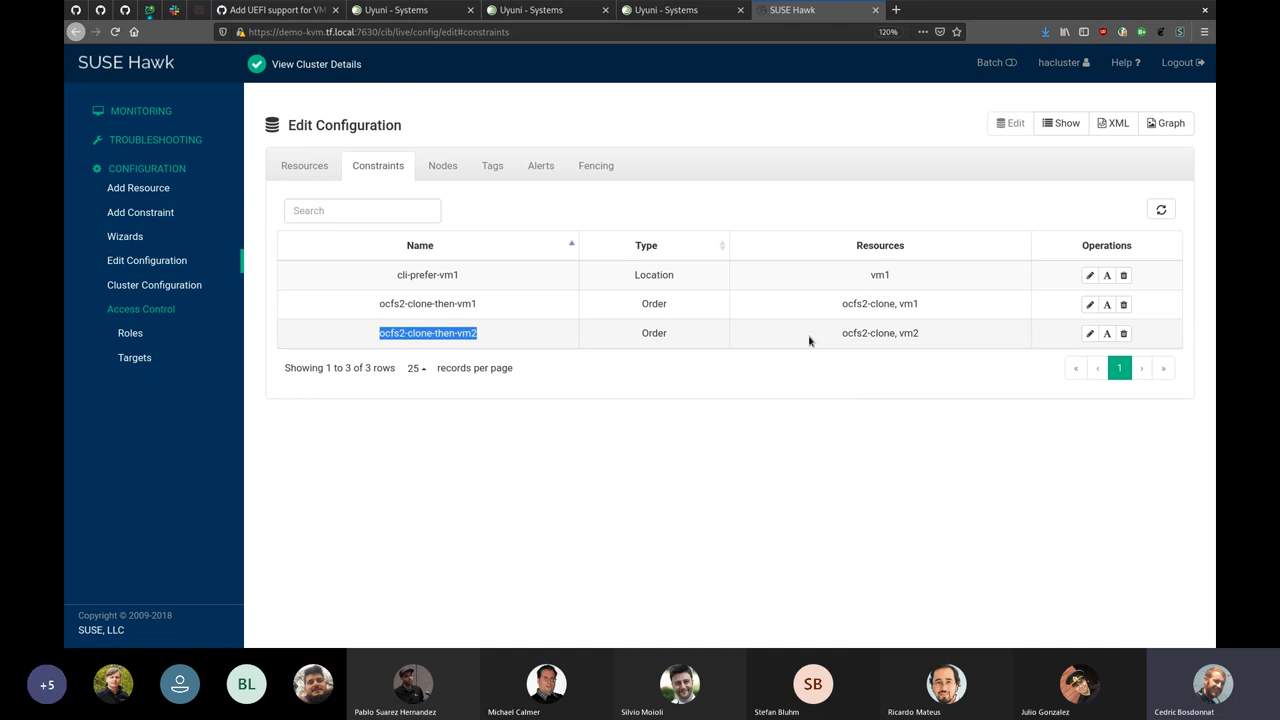 Add UEFI support for VM
Uyuni - Systems
Uyuni - Systems
Uyuni - Systems
SUSE Hawk
https://demo-kvm.tf.local:7630/cib/live/config/edit#constraints
120%
SUSE Hawk
View Cluster Details
Batch
hacluster
Help ?
Logout
MONITORING
TROUBLESHOOTING
CONFIGURATION
Add Resource
Add Constraint
Wizards
Edit Configuration
Cluster Configuration
Access Control
Roles
Targets
Copyright © 2009-2018
SUSE, LLC
Edit Configuration
Edit
Show
XML
Graph
Resources
Constraints
Nodes
Tags
Alerts
Fencing
Search
Name Type Resources Operations
cli-prefer-vm1 Location vm1
ocfs2-clone-then-vm1 Order ocfs2-clone, vm1
ocfs2-clone-then-vm2 Order ocfs2-clone, vm2
Showing 1 to 3 of 3 rows 25 records per page
« ‹ 1 › »
+5
BL
SB
Pablo Suarez Hernandez
Michael Calmer
Silvio Moioli
Stefan Bluhm
Ricardo Mateus
Julio Gonzalez
Cedric Bosdonnat